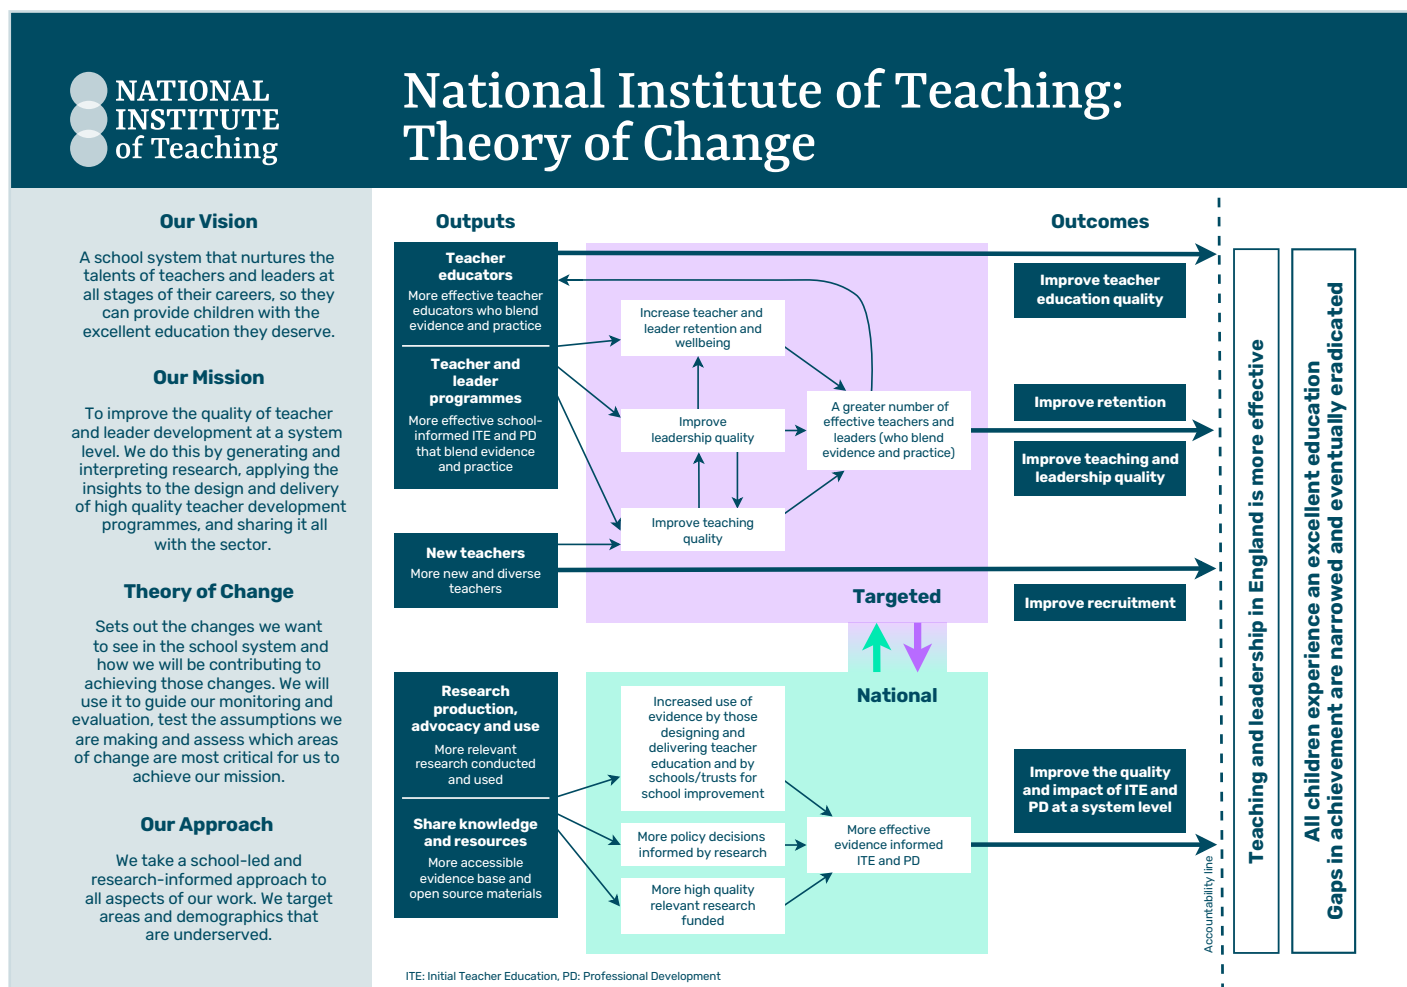 NATIONAL
INSTITUTE
of Teaching
National Institute of Teaching:
Theory of Change
Our Vision
A school system that nurtures the
talents of teachers and leaders at
all stages of their careers, so they
can provide children with the
excellent education they deserve.
Our Mission
To improve the quality of teacher
and leader development at a system
level. We do this by generating and
interpreting research, applying the
insights to the design and delivery
of high quality teacher development
programmes, and sharing it all
with the sector.
Theory of Change
Sets out the changes we want
to see in the school system and
how we will be contributing to
achieving those changes. We will
use it to guide our monitoring and
evaluation, test the assumptions we
are making and assess which areas
of change are most critical for us to
achieve our mission.
Our Approach
We take a school-led and
research-informed approach to
all aspects of our work. We target
areas and demographics that
are underserved.
Outputs
Teacher
educators
More effective teacher
educators who blend
evidence and practice
Teacher and
leader
programmes
More effective school-
informed ITE and PD
that blend evidence
and practice
New teachers
More new and diverse
teachers
Increase teacher and
leader retention and
wellbeing
Improve
leadership quality
Improve teaching
quality
A greater number of
effective teachers and
leaders (who blend
evidence and practice)
Targeted
National
Research
production,
advocacy and use
More relevant
research conducted
and used
Share knowledge
and resources
More accessible
evidence base and
open source materials
Increased use of
evidence by those
designing and
delivering teacher
education and by
schools/trusts for
school improvement
More policy decisions
informed by research
More high quality
relevant research
funded
More effective
evidence informed
ITE and PD
Outcomes
Improve teacher
education quality
Improve retention
Improve teaching and
leadership quality
Improve recruitment
Improve the quality
and impact of ITE and
PD at a system level
Accountability line
Teaching and leadership in England is more effective
All children experience an excellent education
Gaps in achievement are narrowed and eventually eradicated
ITE: Initial Teacher Education, PD: Professional Development